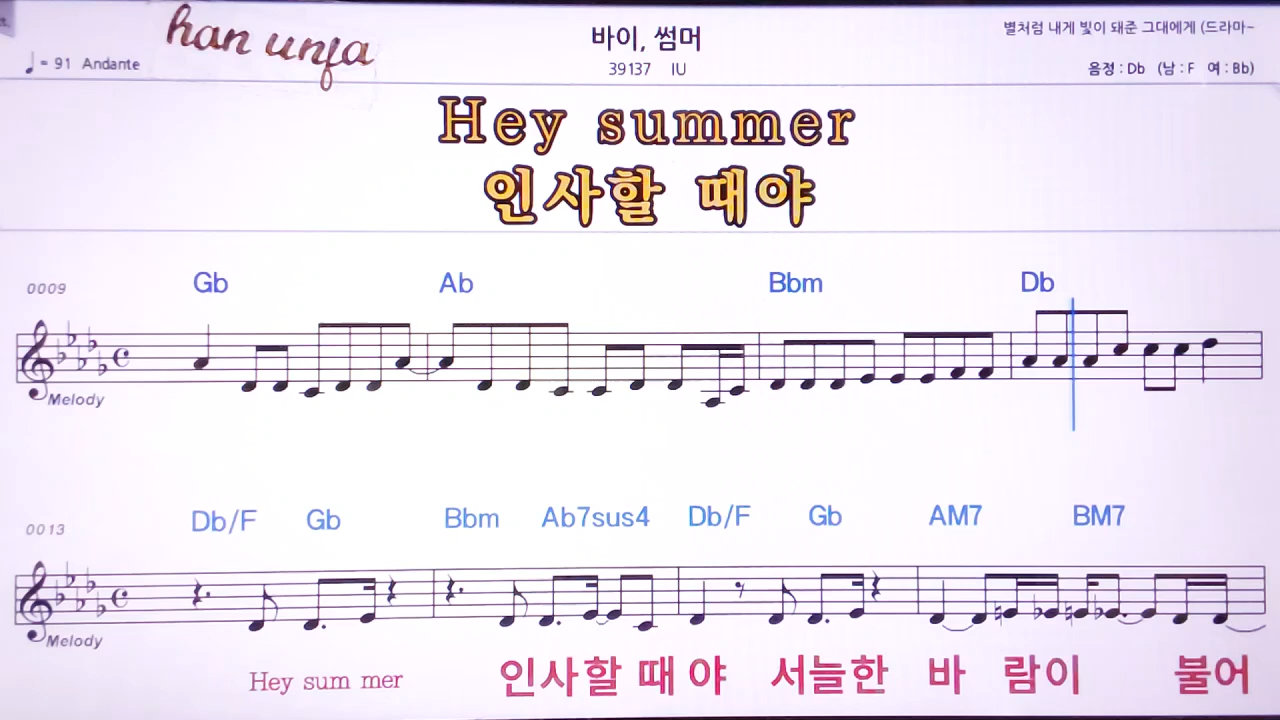 han unfa
바이, 썸머
별처럼 내게 빛이 돼준 그대에게 (드라마~
♩ = 91 Andante
39137 IU
음정 : Db (남 : F 여 : Bb)
Hey summer
인사할 때야
0009 Gb Ab Bbm Db
Melody
0013 Db/F Gb Bbm Ab7sus4 Db/F Gb AM7 BM7
Melody
Hey sum mer 인사할 때 야 서늘한 바 람이 불어